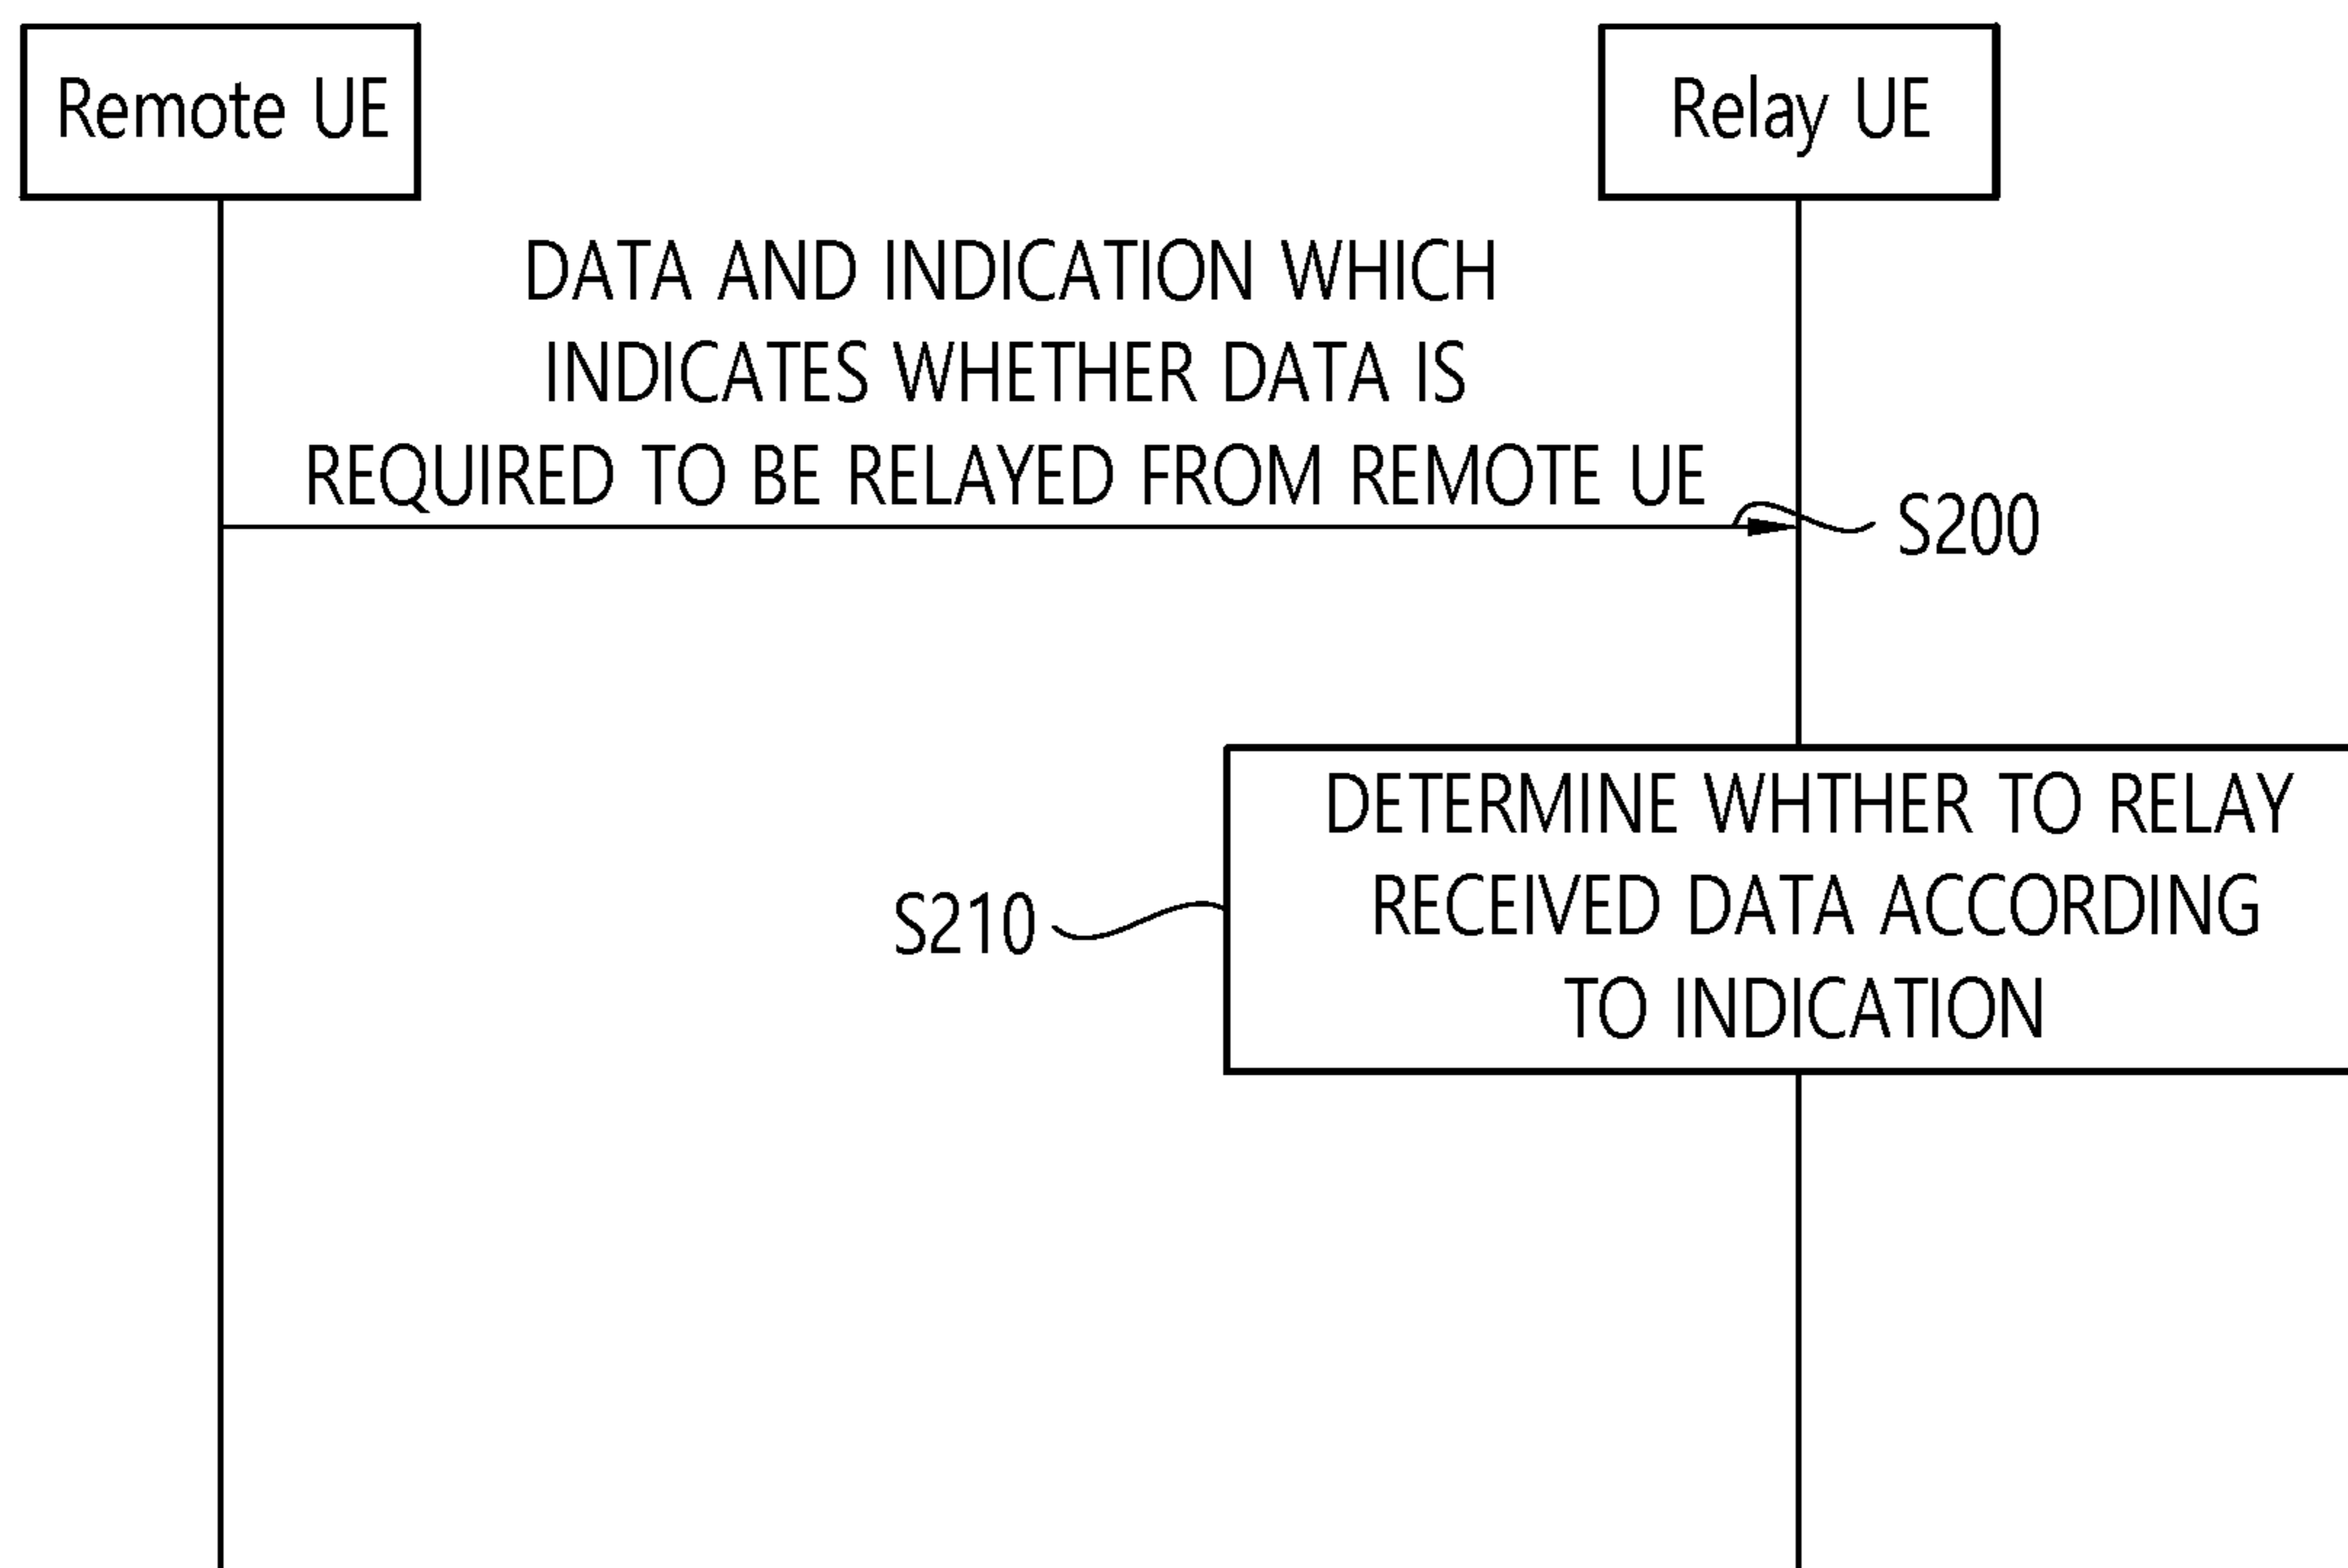 Remote UE
Relay UE
DATA AND INDICATION WHICH
INDICATES WHETHER DATA IS
REQUIRED TO BE RELAYED FROM REMOTE UE
S200
DETERMINE WHTHER TO RELAY
RECEIVED DATA ACCORDING
TO INDICATION
S210